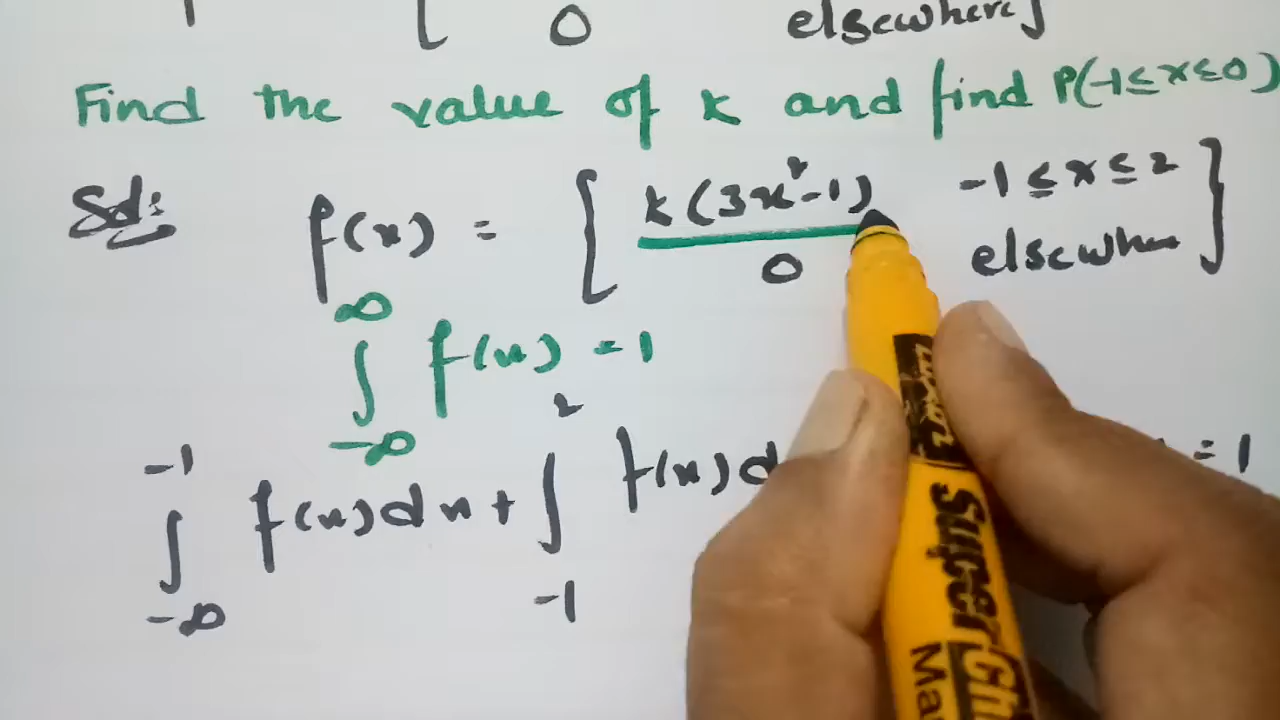 0 elsewhere]
Find the value of K and find P(-1≤x≤0)
Sol:
f(x) = [ k(3x²-1) -1≤x≤2
0 elsewhere ]
∞
∫ f(x) =1
-∞
-1 2
∫ f(x)dx+ ∫ f(x)d =1
-∞ -1
Luxor
Super
Ma